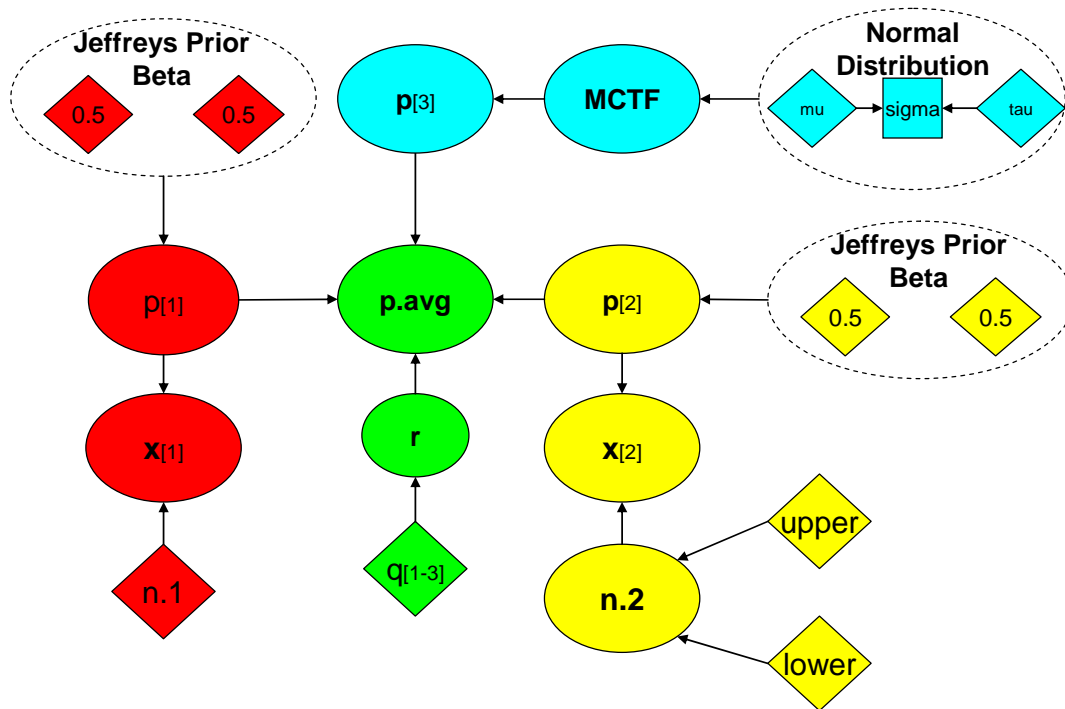 Jeffreys Prior
Beta
0.5 0.5
p[3]
MCTF
Normal
Distribution
mu sigma tau
p[1]
p.avg
p[2]
Jeffreys Prior
Beta
0.5 0.5
x[1]
r
x[2]
upper
n.1
q[1-3]
n.2
lower